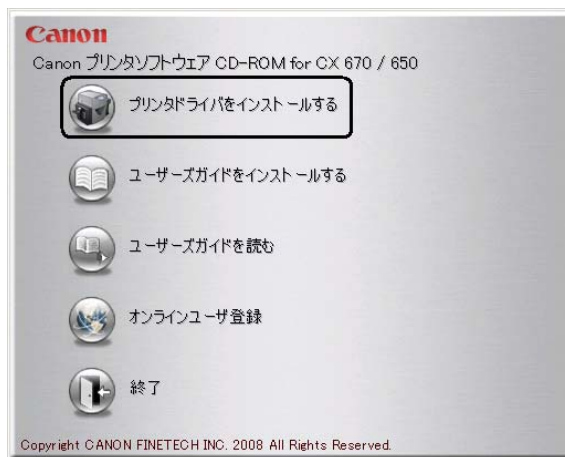 Canon
Canon プリンタソフトウェア CD-ROM for CX 670 / 650
プリンタドライバをインストールする
ユーザーズガイドをインストールする
ユーザーズガイドを読む
オンラインユーザ登録
終了
Copyright CANON FINETECH INC. 2008 All Rights Reserved.